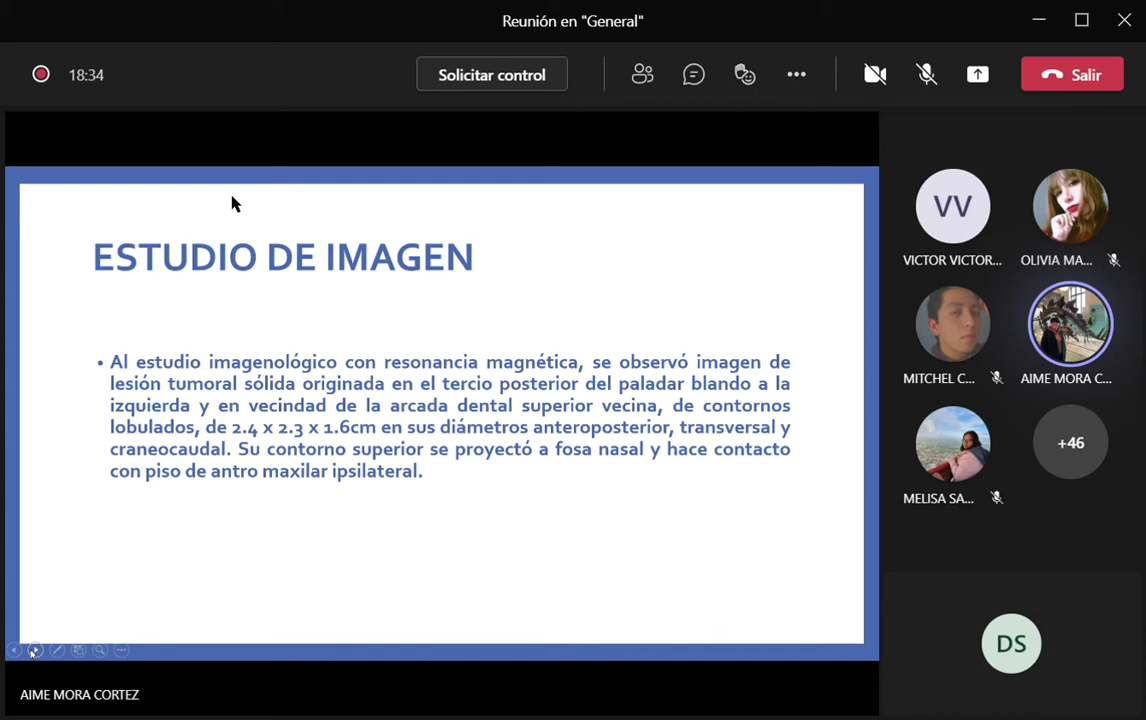 Reunión en "General"
18:34
Solicitar control
Salir
ESTUDIO DE IMAGEN
• Al estudio imagenológico con resonancia magnética, se observó imagen de
lesión tumoral sólida originada en el tercio posterior del paladar blando a la
izquierda y en vecindad de la arcada dental superior vecina, de contornos
lobulados, de 2.4 x 2.3 x 1.6cm en sus diámetros anteroposterior, transversal y
craneocaudal. Su contorno superior se proyectó a fosa nasal y hace contacto
con piso de antro maxilar ipsilateral.
AIME MORA CORTEZ
VV
VICTOR VICTOR...
OLIVIA MA...
MITCHEL C...
AIME MORA C...
MELISA SA...
+46
DS